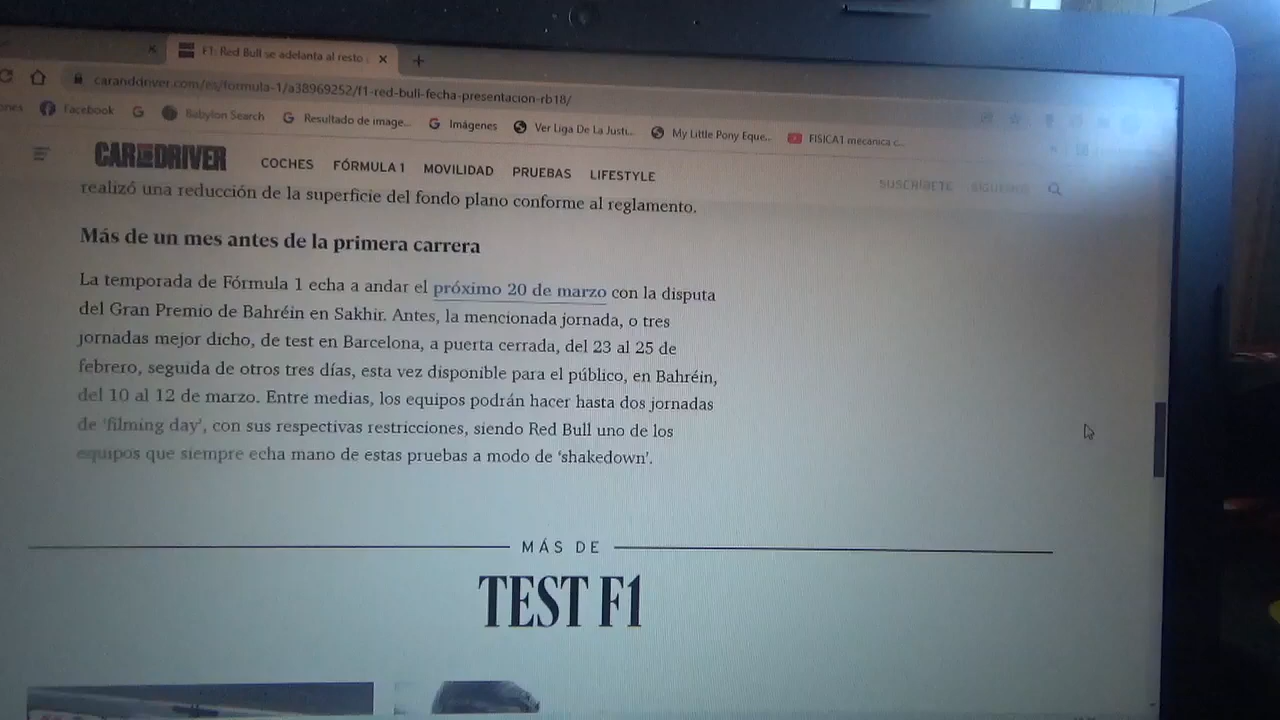 F1: Red Bull se adelanta al resto
caranddriver.com/es/formula-1/a38969252/f1-red-bull-fecha-presentacion-rb18/
Facebook
Babylon Search
Resultado de image...
Imágenes
Ver Liga De La Justi...
My Little Pony Eque...
FISICA1 mecanica c...
CAR AND DRIVER
COCHES FÓRMULA 1 MOVILIDAD PRUEBAS LIFESTYLE
SUSCRÍBETE SÍGUENOS
realizó una reducción de la superficie del fondo plano conforme al reglamento.
Más de un mes antes de la primera carrera
La temporada de Fórmula 1 echa a andar el próximo 20 de marzo con la disputa
del Gran Premio de Bahréin en Sakhir. Antes, la mencionada jornada, o tres
jornadas mejor dicho, de test en Barcelona, a puerta cerrada, del 23 al 25 de
febrero, seguida de otros tres días, esta vez disponible para el público, en Bahréin,
del 10 al 12 de marzo. Entre medias, los equipos podrán hacer hasta dos jornadas
de 'filming day', con sus respectivas restricciones, siendo Red Bull uno de los
equipos que siempre echa mano de estas pruebas a modo de 'shakedown'.
MÁS DE
TEST F1